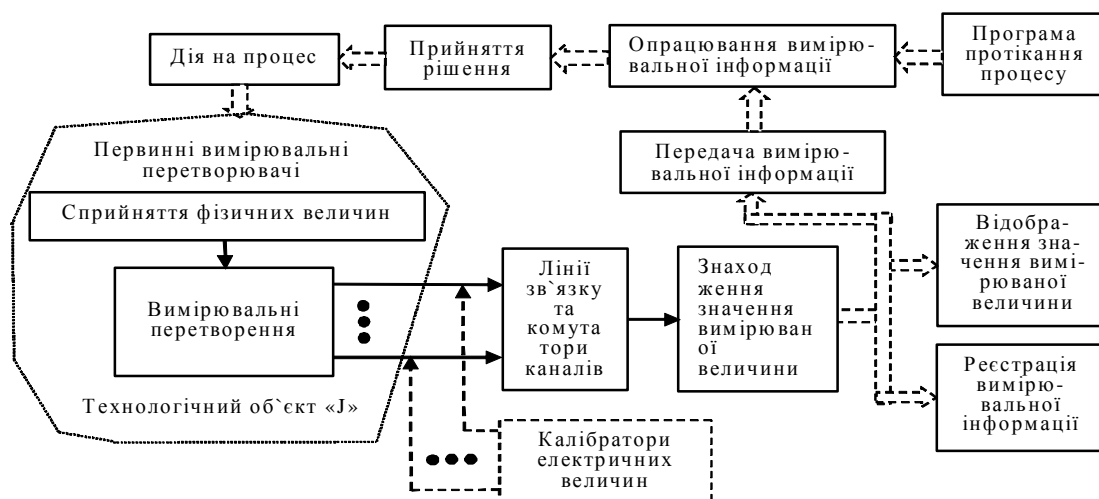 Дія на процес
Прийняття
рішення
Опрацювання вимірю-
вальної інформації
Програма
протікання
процесу
Первинні вимірювальні
перетворювачі
Передача вимірю-
вальної інформації
Сприйняття фізичних величин
Вимірювальні
перетворення
Лінії
зв`язку
та
комута
тори
каналів
Знаход
ження
значення
вимірюван
ої
величини
Відобра-
ження зна-
чення вимі-
рюваної
величини
Реєстрація
вимірю-
вальної
інформації
Технологічний об`єкт «J»
Калібратори
електричних
величин